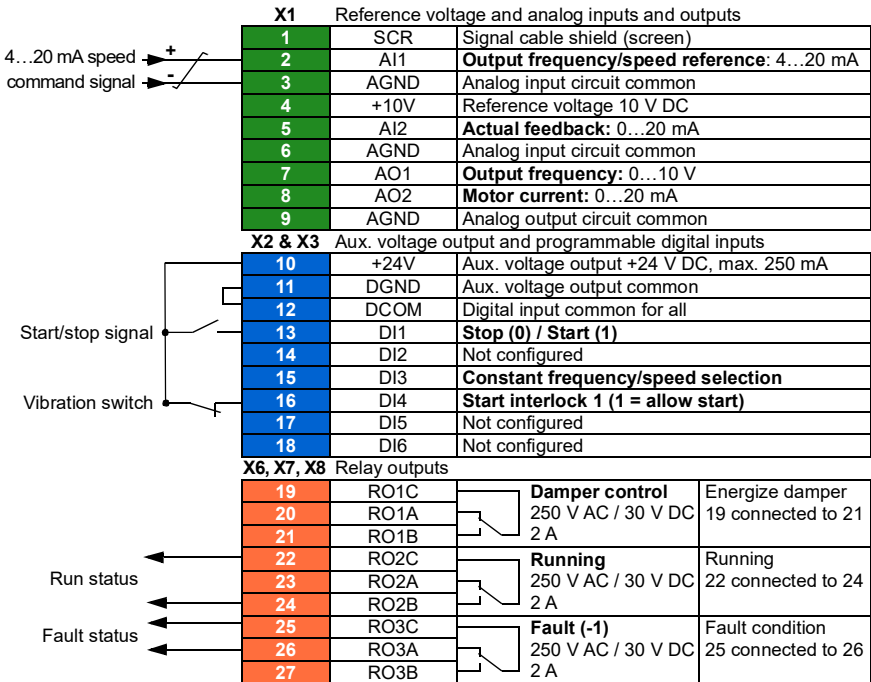 X1 Reference voltage and analog inputs and outputs
1 SCR Signal cable shield (screen)
4…20 mA speed + 2 AI1 Output frequency/speed reference: 4…20 mA
command signal - 3 AGND Analog input circuit common
4 +10V Reference voltage 10 V DC
5 AI2 Actual feedback: 0…20 mA
6 AGND Analog input circuit common
7 AO1 Output frequency: 0…10 V
8 AO2 Motor current: 0…20 mA
9 AGND Analog output circuit common
X2 & X3 Aux. voltage output and programmable digital inputs
10 +24V Aux. voltage output +24 V DC, max. 250 mA
11 DGND Aux. voltage output common
12 DCOM Digital input common for all
Start/stop signal 13 DI1 Stop (0) / Start (1)
14 DI2 Not configured
15 DI3 Constant frequency/speed selection
Vibration switch 16 DI4 Start interlock 1 (1 = allow start)
17 DI5 Not configured
18 DI6 Not configured
X6, X7, X8 Relay outputs
19 RO1C Damper control Energize damper
20 RO1A 250 V AC / 30 V DC 19 connected to 21
21 RO1B 2 A
22 RO2C Running Running
Run status 23 RO2A 250 V AC / 30 V DC 22 connected to 24
24 RO2B 2 A
25 RO3C Fault (-1) Fault condition
Fault status 26 RO3A 250 V AC / 30 V DC 25 connected to 26
27 RO3B 2 A